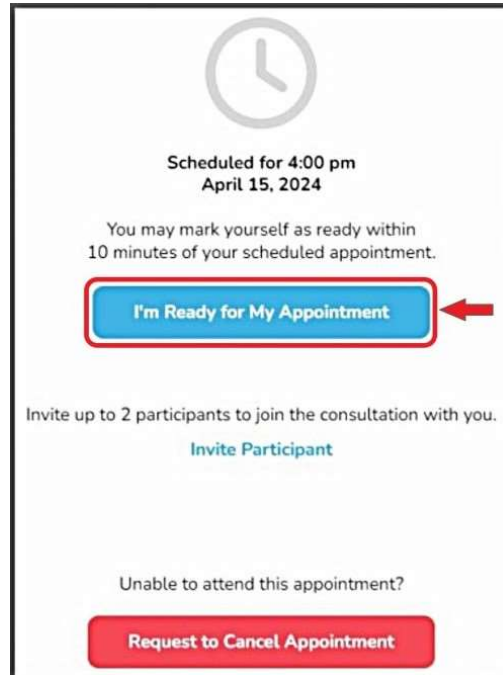 Scheduled for 4:00 pm
April 15, 2024
You may mark yourself as ready within
10 minutes of your scheduled appointment.
I'm Ready for My Appointment
Invite up to 2 participants to join the consultation with you.
Invite Participant
Unable to attend this appointment?
Request to Cancel Appointment